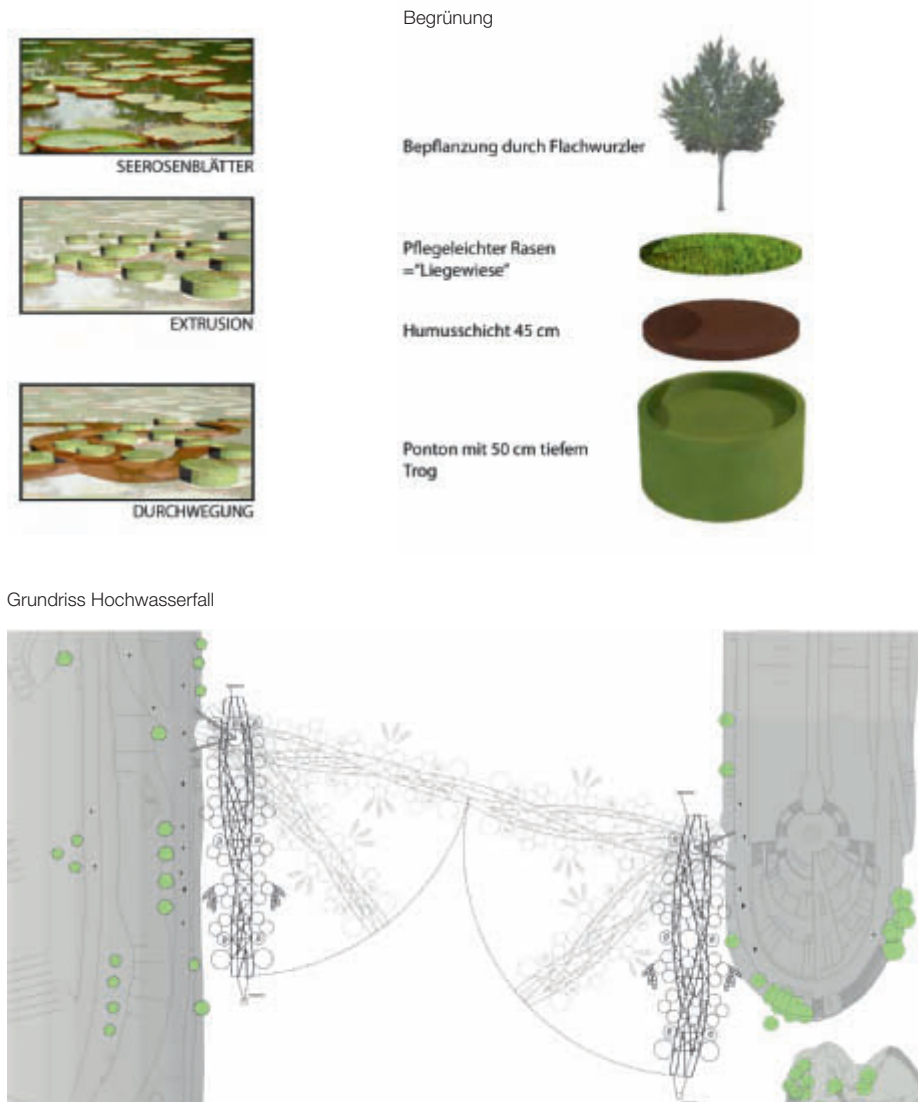 SEEROSENBLÄTTER
EXTRUSION
DURCHWEGUNG
Begrünung
Bepflanzung durch Flachwurzler
Pflegeleichter Rasen
="Liegewiese"
Humusschicht 45 cm
Ponton mit 50 cm tiefem
Trog
Grundriss Hochwasserfall